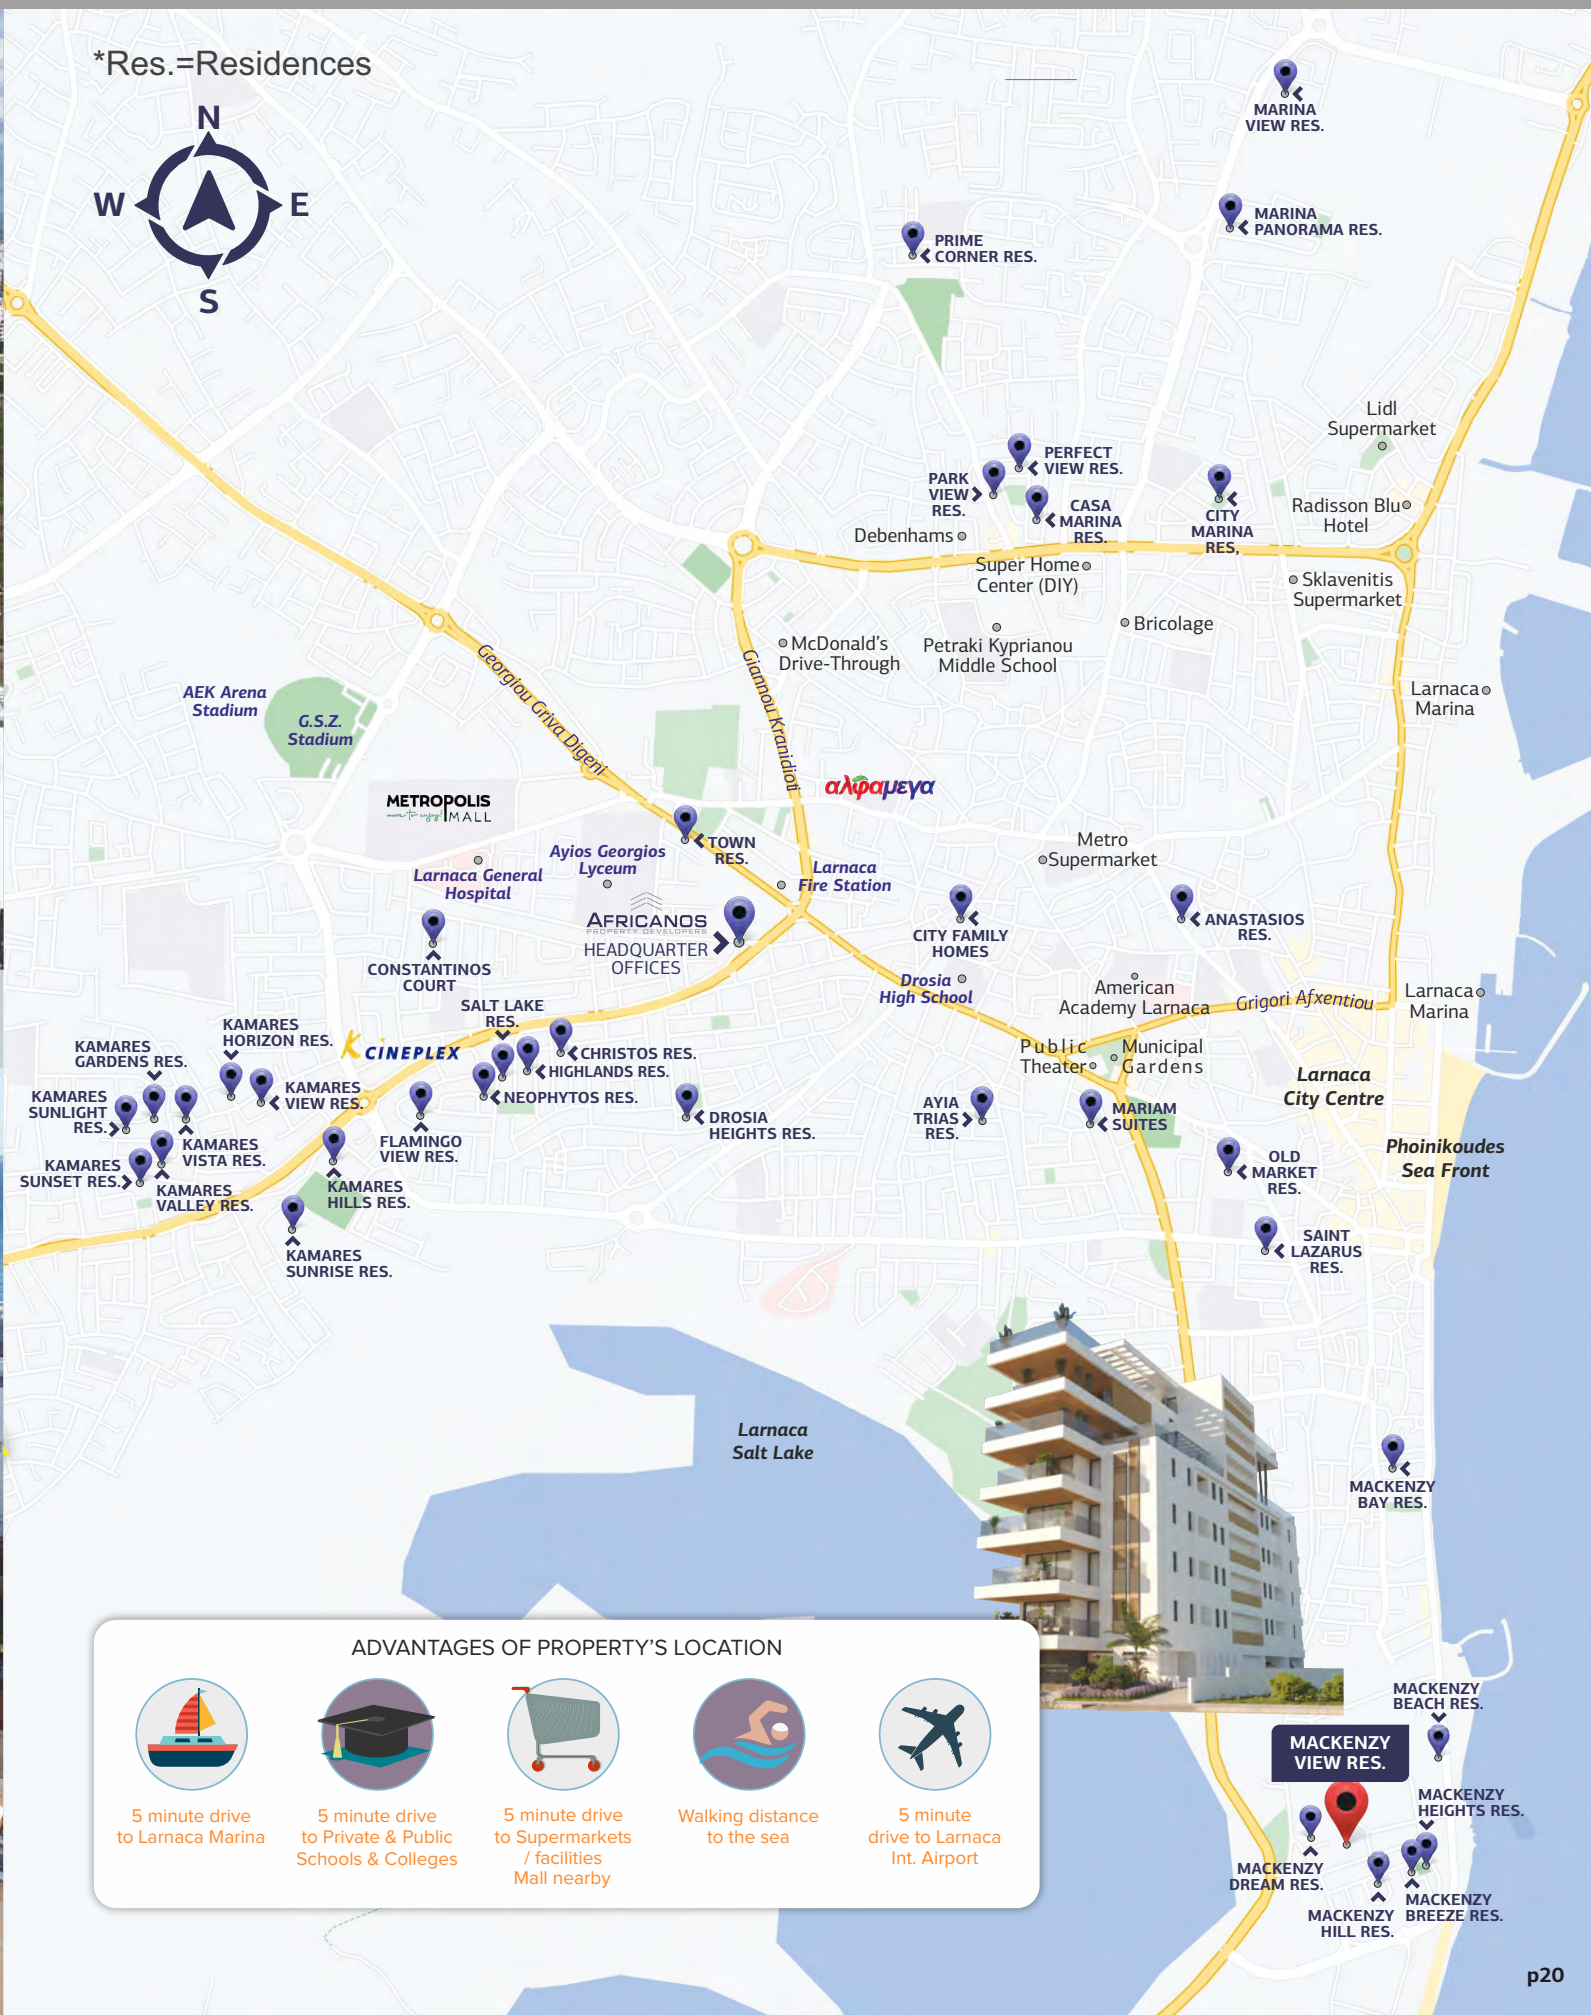 *Res.=Residences
N
W
E
S
MARINA
VIEW RES.
MARINA
PANORAMA RES.
PRIME
CORNER RES.
Lidl
Supermarket
PERFECT
VIEW RES.
PARK
VIEW
RES.
CASA
MARINA
RES.
CITY
MARINA
RES,
Radisson Blu
Hotel
Debenhams
Super Home
Center (DIY)
Sklavenitis
Supermarket
Bricolage
McDonald's
Drive-Through
Petraki Kyprianou
Middle School
Georgiou Griva Digeni
Giannou Kranidioti
AEK Arena
Stadium
G.S.Z.
Stadium
Larnaca
Marina
αλφαμεγα
METROPOLIS
more to enjoy! MALL
TOWN
RES.
Metro
Supermarket
Ayios Georgios
Lyceum
Larnaca General
Hospital
Larnaca
Fire Station
AFRICANOS
PROPERTY DEVELOPERS
HEADQUARTER
OFFICES
CITY FAMILY
HOMES
ANASTASIOS
RES.
CONSTANTINOS
COURT
Drosia
High School
American
Academy Larnaca
Grigori Afxentiou
Larnaca
Marina
SALT LAKE
RES.
KAMARES
HORIZON RES.
K CINEPLEX
KAMARES
GARDENS RES.
CHRISTOS RES.
HIGHLANDS RES.
NEOPHYTOS RES.
Public
Theater
Municipal
Gardens
Larnaca
City Centre
KAMARES
SUNLIGHT
RES.
KAMARES
VIEW RES.
DROSIA
HEIGHTS RES.
AYIA
TRIAS
RES.
MARIAM
SUITES
KAMARES
VISTA RES.
FLAMINGO
VIEW RES.
Phoinikoudes
Sea Front
OLD
MARKET
RES.
KAMARES
SUNSET RES.
KAMARES
VALLEY RES.
KAMARES
HILLS RES.
SAINT
LAZARUS
RES.
KAMARES
SUNRISE RES.
Larnaca
Salt Lake
MACKENZY
BAY RES.
ADVANTAGES OF PROPERTY'S LOCATION
5 minute drive
to Larnaca Marina
5 minute drive
to Private & Public
Schools & Colleges
5 minute drive
to Supermarkets
/ facilities
Mall nearby
Walking distance
to the sea
5 minute
drive to Larnaca
Int. Airport
MACKENZY
BEACH RES.
MACKENZY
VIEW RES.
MACKENZY
HEIGHTS RES.
MACKENZY
DREAM RES.
MACKENZY
HILL RES.
MACKENZY
BREEZE RES.
p20